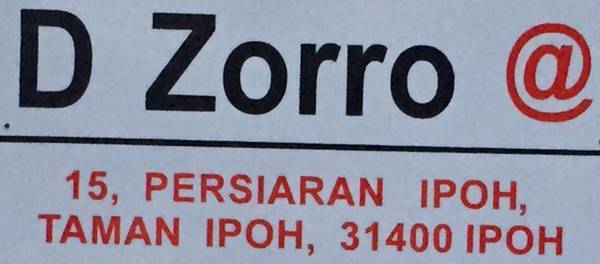 D Zorro @
15, PERSIARAN IPOH,
TAMAN IPOH, 31400 IPOH